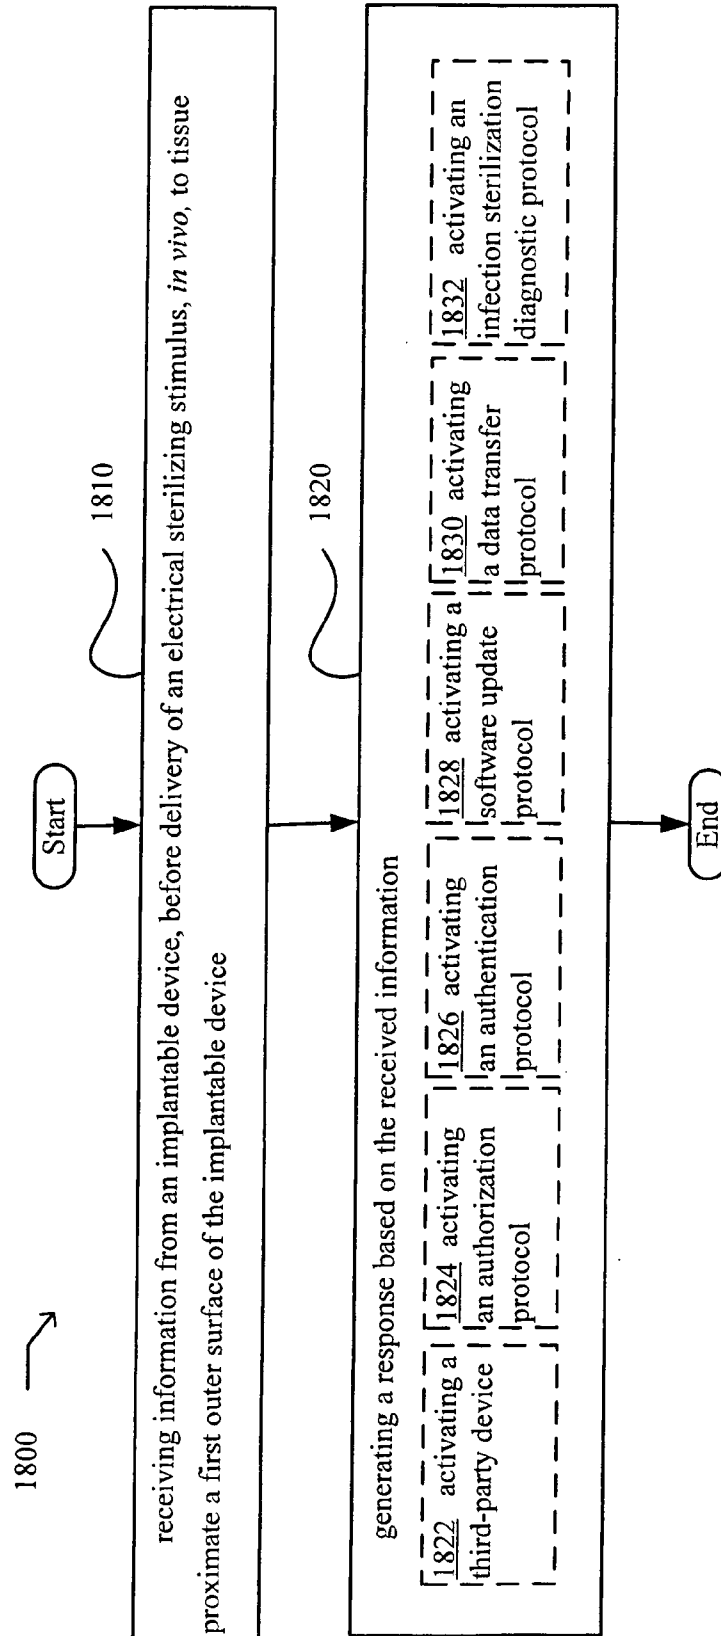 1800
Start
1810
receiving information from an implantable device, before delivery of an electrical sterilizing stimulus, in vivo, to tissue
proximate a first outer surface of the implantable device
1820
generating a response based on the received information
1822 activating a
third-party device
1824 activating
an authorization
protocol
1826 activating
an authentication
protocol
1828 activating a
software update
protocol
1830 activating
a data transfer
protocol
1832 activating an
infection sterilization
diagnostic protocol
End